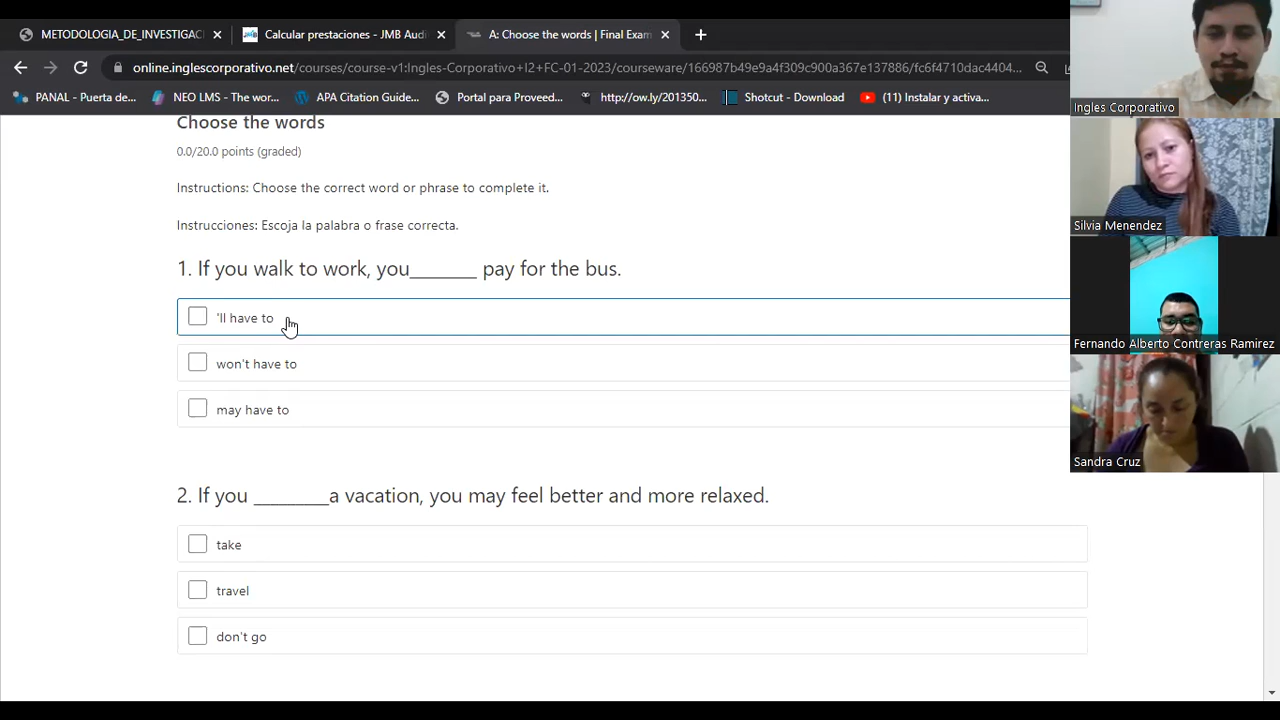 METODOLOGIA_DE_INVESTIGAC
Calcular prestaciones - JMB Audi
A: Choose the words | Final Exam
online.inglescorporativo.net/courses/course-v1:Ingles-Corporativo+I2+FC-01-2023/courseware/166987b49e9a4f309c900a367e137886/fc6f4710dac4404...
PANAL - Puerta de...
NEO LMS - The wor...
APA Citation Guide...
Portal para Proveed...
http://ow.ly/201350...
Shotcut - Download
(11) Instalar y activa...
Choose the words
0.0/20.0 points (graded)
Instructions: Choose the correct word or phrase to complete it.
Instrucciones: Escoja la palabra o frase correcta.
1. If you walk to work, you_______ pay for the bus.
'll have to
won't have to
may have to
2. If you ________a vacation, you may feel better and more relaxed.
take
travel
don't go
Ingles Corporativo
Silvia Menendez
Fernando Alberto Contreras Ramirez
Sandra Cruz